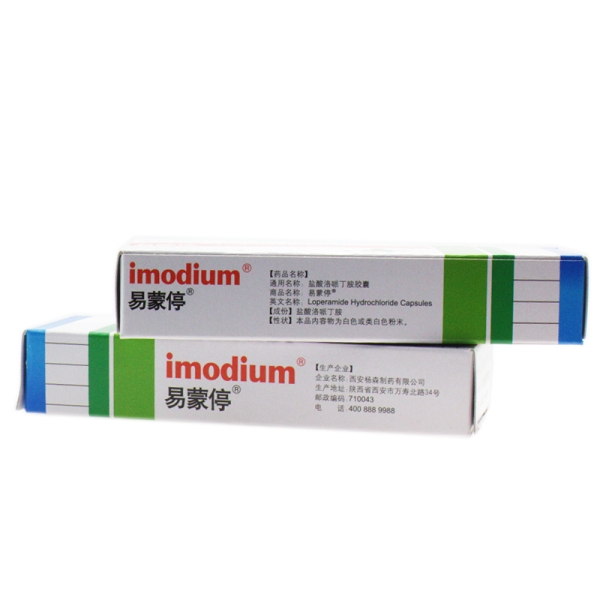 imodium®
易蒙停®
【药品名称】
通用名称：盐酸洛哌丁胺胶囊
商品名称：易蒙停®
英文名称：Loperamide Hydrochloride Capsules
【成份】盐酸洛哌丁胺
【性状】本品内容物为白色或类白色粉末。
imodium®
易蒙停®
【生产企业】
企业名称：西安杨森制药有限公司
生产地址：陕西省西安市万寿北路34号
邮政编码：710043
电　　话：400 888 9988